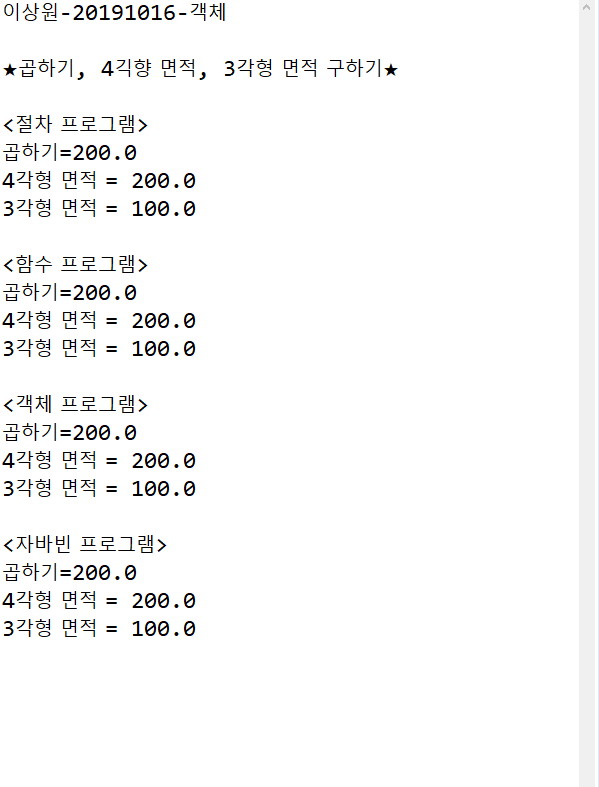 이상원-20191016-객체
★곱하기, 4긱향 면적, 3각형 면적 구하기★
<절차 프로그램>
곱하기=200.0
4각형 면적 = 200.0
3각형 면적 = 100.0
<함수 프로그램>
곱하기=200.0
4각형 면적 = 200.0
3각형 면적 = 100.0
<객체 프로그램>
곱하기=200.0
4각형 면적 = 200.0
3각형 면적 = 100.0
<자바빈 프로그램>
곱하기=200.0
4각형 면적 = 200.0
3각형 면적 = 100.0